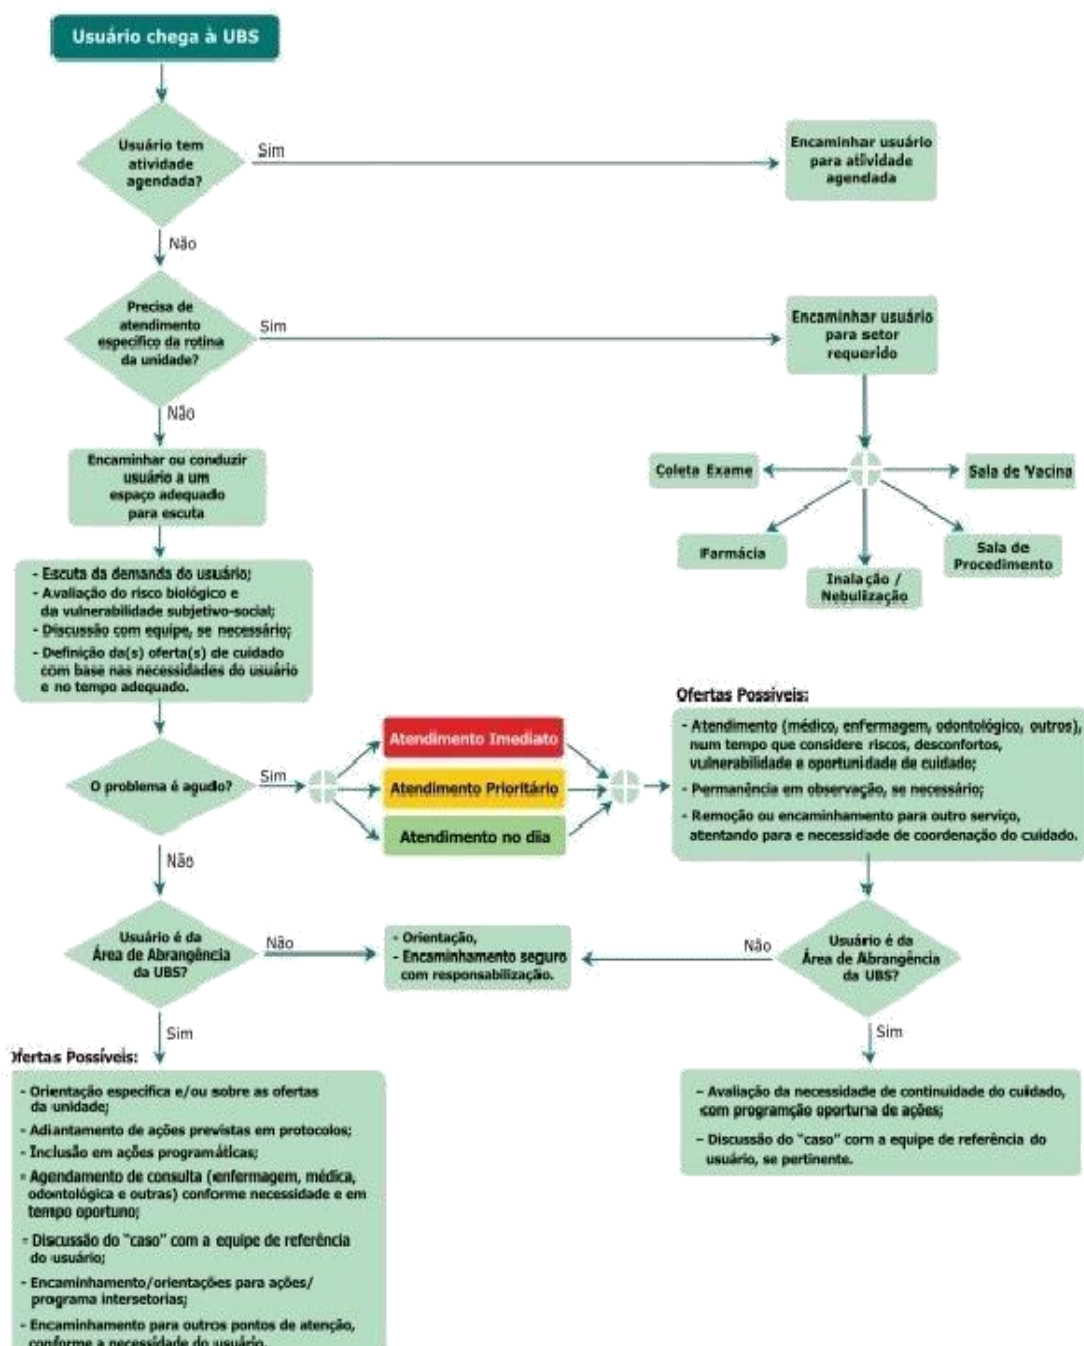 Usuário chega à UBS
Usuário tem
atividade
agendada?
Sim
Encaminhar usuário
para atividade
agendada
Não
Precisa de
atendimento
específico da rotina
da unidade?
Sim
Encaminhar usuário
para setor
requerido
Não
Encaminhar ou conduzir
usuário a um
espaço adequado
para escuta
Coleta Exame
Sala de Vacina
Farmácia
Sala de
Procedimento
Inalação /
Nebulização
- Escuta da demanda do usuário;
- Avaliação do risco biológico e
da vulnerabilidade subjetivo-social;
- Discussão com equipe, se necessário;
- Definição da(s) oferta(s) de cuidado
com base nas necessidades do usuário
e no tempo adequado.
O problema é agudo?
Sim
Atendimento Imediato
Atendimento Prioritário
Atendimento no dia
Ofertas Possíveis:
- Atendimento (médico, enfermagem, odontológico, outros),
num tempo que considere riscos, desconfortos,
vulnerabilidade e oportunidade de cuidado;
- Permanência em observação, se necessário;
- Remoção ou encaminhamento para outro serviço,
atentando para e necessidade de coordenação do cuidado.
Não
Usuário é da
Área de Abrangência
da UBS?
Não
- Orientação,
- Encaminhamento seguro
com responsabilização.
Não
Usuário é da
Área de Abrangência
da UBS?
Sim
Sim
Ofertas Possíveis:
- Orientação específica e/ou sobre as ofertas
da unidade;
- Adiantamento de ações previstas em protocolos;
- Inclusão em ações programáticas;
- Agendamento de consulta (enfermagem, médica,
odontológica e outras) conforme necessidade e em
tempo oportuno;
- Discussão do "caso" com a equipe de referência
do usuário;
- Encaminhamento/orientações para ações/
programa intersetorias;
- Encaminhamento para outros pontos de atenção,
conforme a necessidade do usuário.
– Avaliação da necessidade de continuidade do cuidado,
com programção oportuna de ações;
– Discussão do "caso" com a equipe de referência do
usuário, se pertinente.